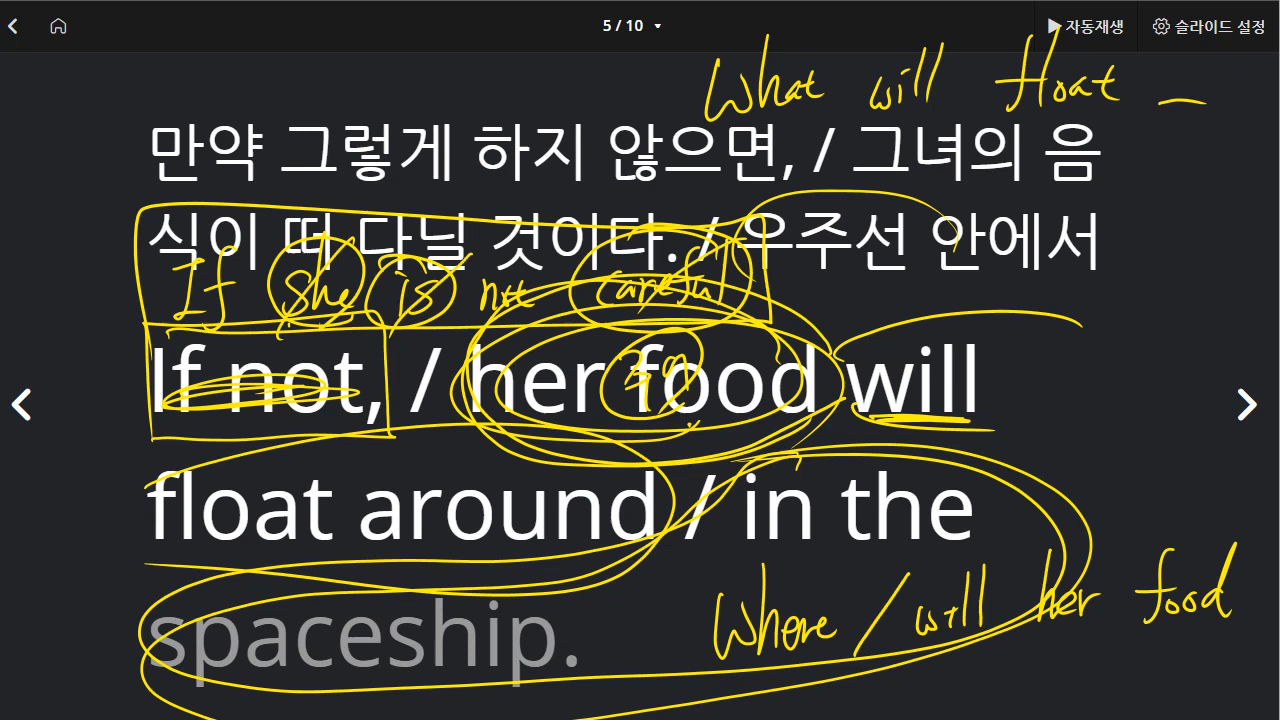 5 / 10
자동재생
슬라이드 설정
What will float _
만약 그렇게 하지 않으면, / 그녀의 음
식이 떠 다닐 것이다. / 우주선 안에서
If she is not careful
If not, / her food will
float around / in the
spaceship.
Where / will her food